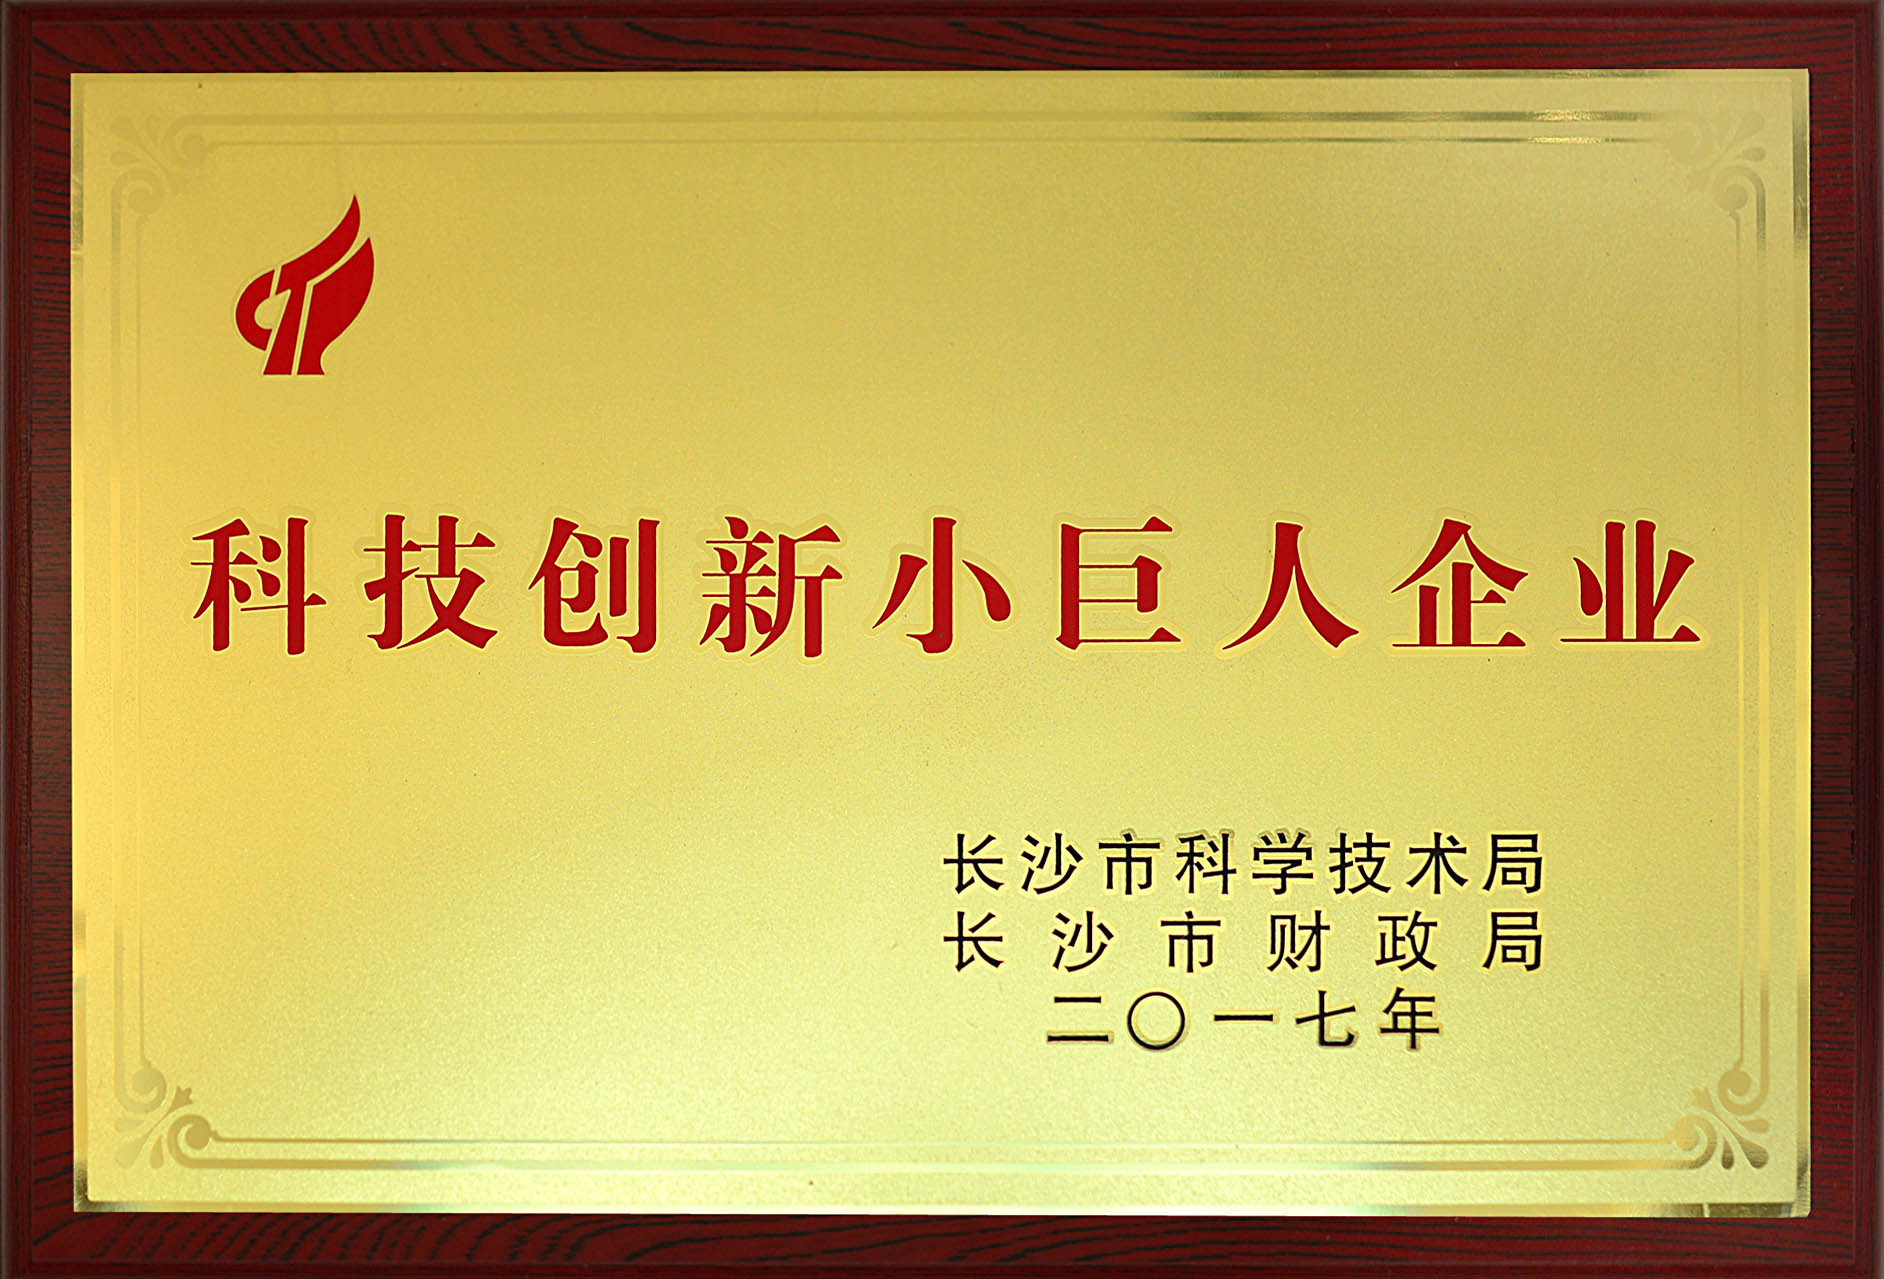 科技创新小巨人企业
长沙市科学技术局
长沙市财政局
二〇一七年